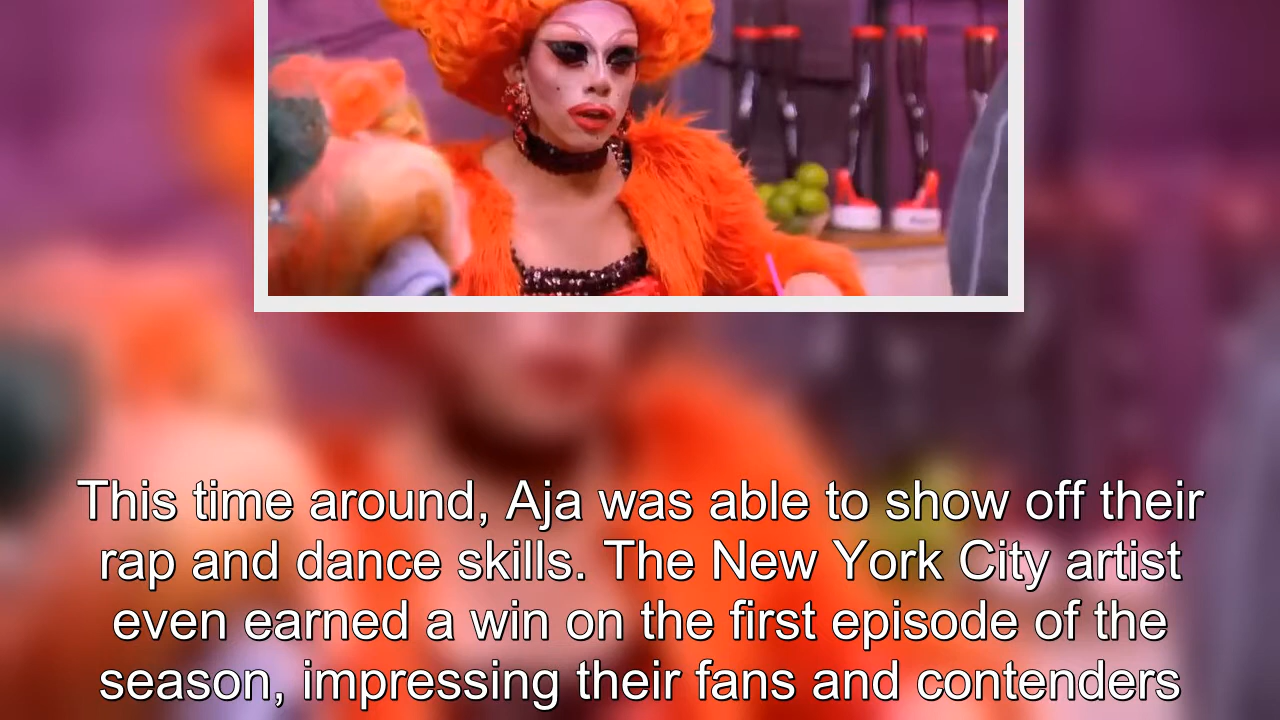 This time around, Aja was able to show off their
rap and dance skills. The New York City artist
even earned a win on the first episode of the
season, impressing their fans and contenders